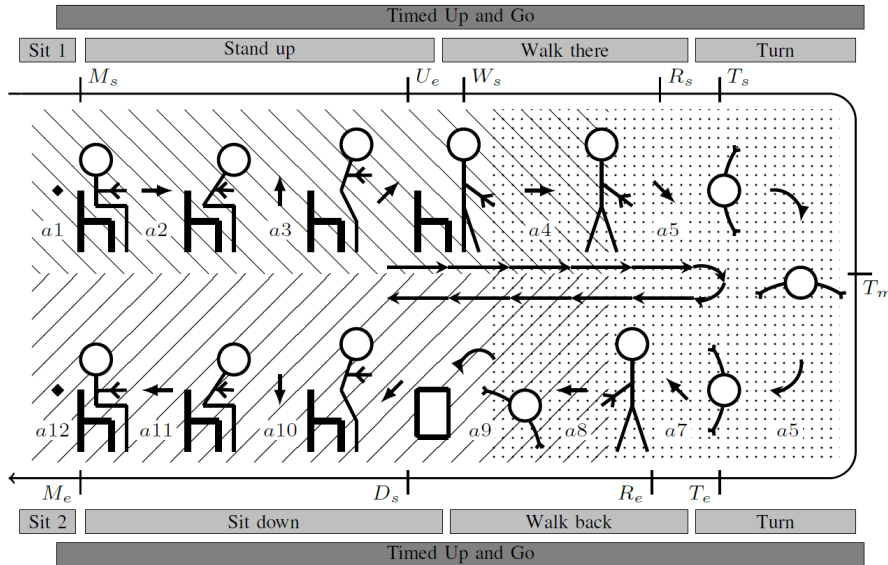 Timed Up and Go
Sit 1 Stand up Walk there Turn
M_s U_e W_s R_s T_s
a1 a2 a3 a4 a5
T_m
a12 a11 a10 a9 a8 a7 a5
M_e D_s R_e T_e
Sit 2 Sit down Walk back Turn
Timed Up and Go